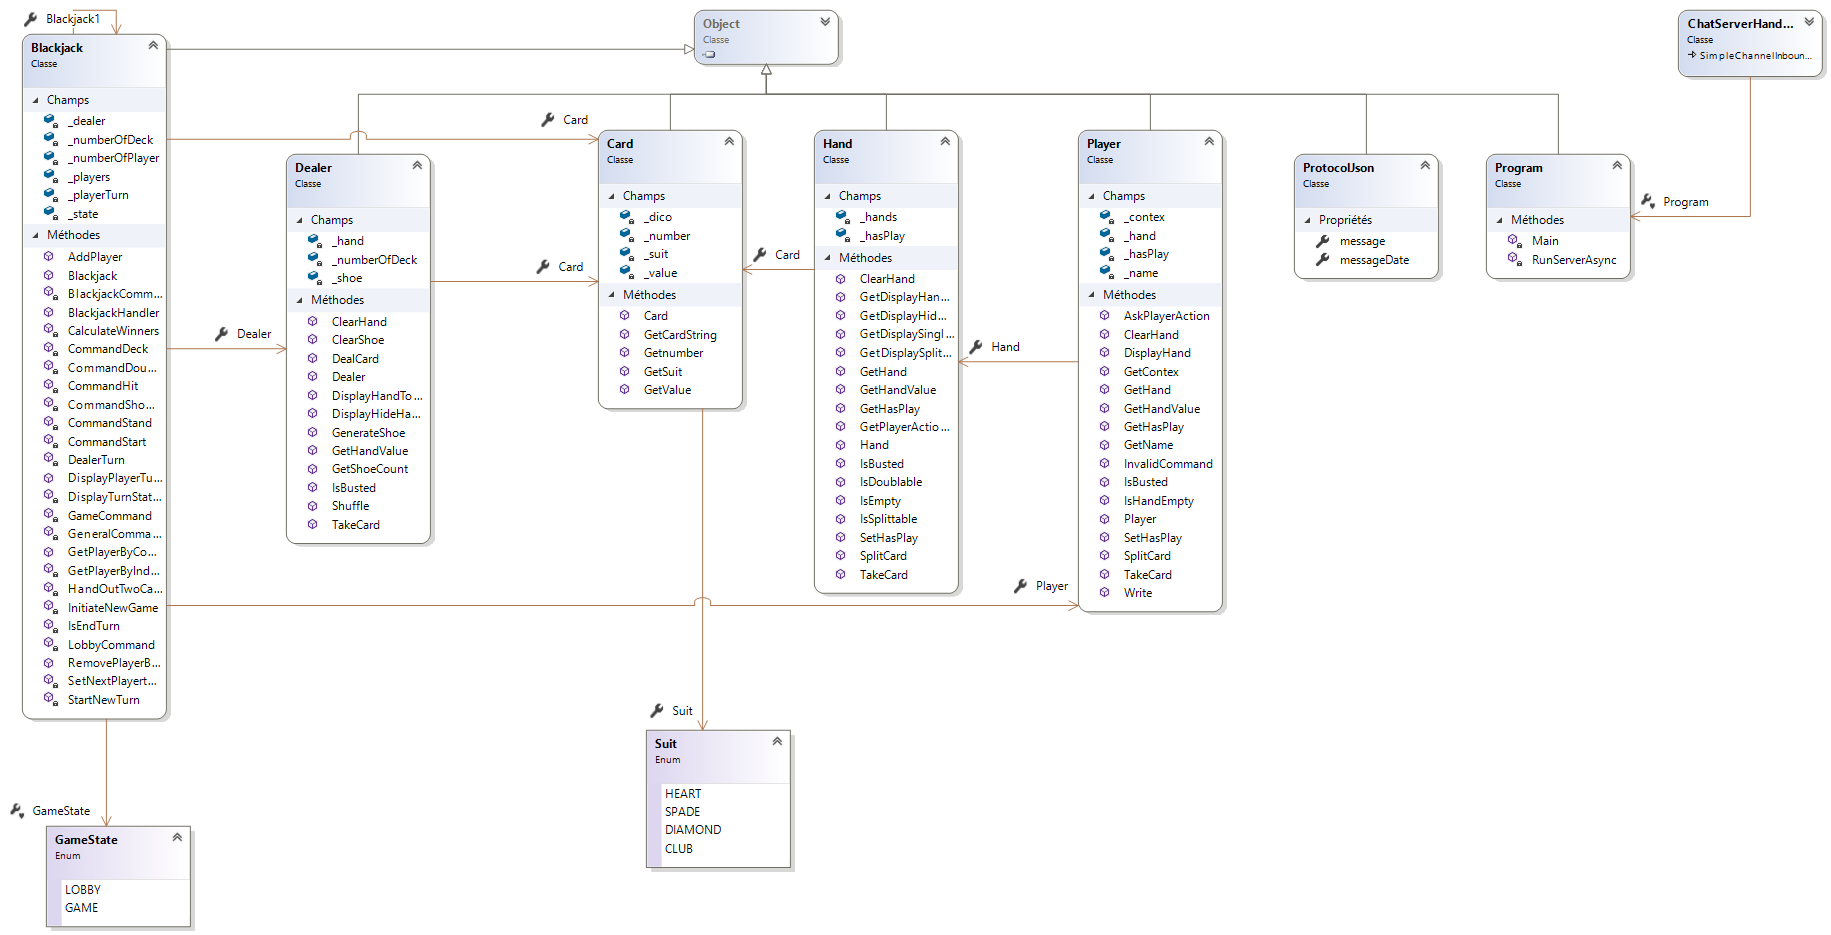 Blackjack1
Blackjack
Classe
Champs
_dealer
_numberOfDeck
_numberOfPlayer
_players
_playerTurn
_state
Méthodes
AddPlayer
Blackjack
BlackjackComm...
BlackjackHandler
CalculateWinners
CommandDeck
CommandDou...
CommandHit
CommandSho...
CommandStand
CommandStart
DealerTurn
DisplayPlayerTu...
DisplayTurnStat...
GameCommand
GeneralComma...
GetPlayerByCo...
GetPlayerByInd...
HandOutTwoCa...
InitiateNewGame
IsEndTurn
LobbyCommand
RemovePlayerB...
SetNextPlayert...
StartNewTurn
GameState
GameState
Enum
LOBBY
GAME
Dealer
Dealer
Classe
Champs
_hand
_numberOfDeck
_shoe
Méthodes
ClearHand
ClearShoe
DealCard
Dealer
DisplayHandTo...
DisplayHideHa...
GenerateShoe
GetHandValue
GetShoeCount
IsBusted
Shuffle
TakeCard
Object
Classe
Card
Card
Card
Classe
Champs
_dico
_number
_suit
_value
Méthodes
Card
GetCardString
Getnumber
GetSuit
GetValue
Suit
Suit
Enum
HEART
SPADE
DIAMOND
CLUB
Card
Hand
Classe
Champs
_hands
_hasPlay
Méthodes
ClearHand
GetDisplayHan...
GetDisplayHid...
GetDisplaySingl...
GetDisplaySplit...
GetHand
GetHandValue
GetHasPlay
GetPlayerActio...
Hand
IsBusted
IsDoublable
IsEmpty
IsSplittable
SetHasPlay
SplitCard
TakeCard
Hand
Player
Player
Classe
Champs
_contex
_hand
_hasPlay
_name
Méthodes
AskPlayerAction
ClearHand
DisplayHand
GetContex
GetHand
GetHandValue
GetHasPlay
GetName
InvalidCommand
IsBusted
IsHandEmpty
Player
SetHasPlay
SplitCard
TakeCard
Write
ProtocolJson
Classe
Propriétés
message
messageDate
Program
Classe
Méthodes
Main
RunServerAsync
Program
ChatServerHand...
Classe
SimpleChannelInboun...